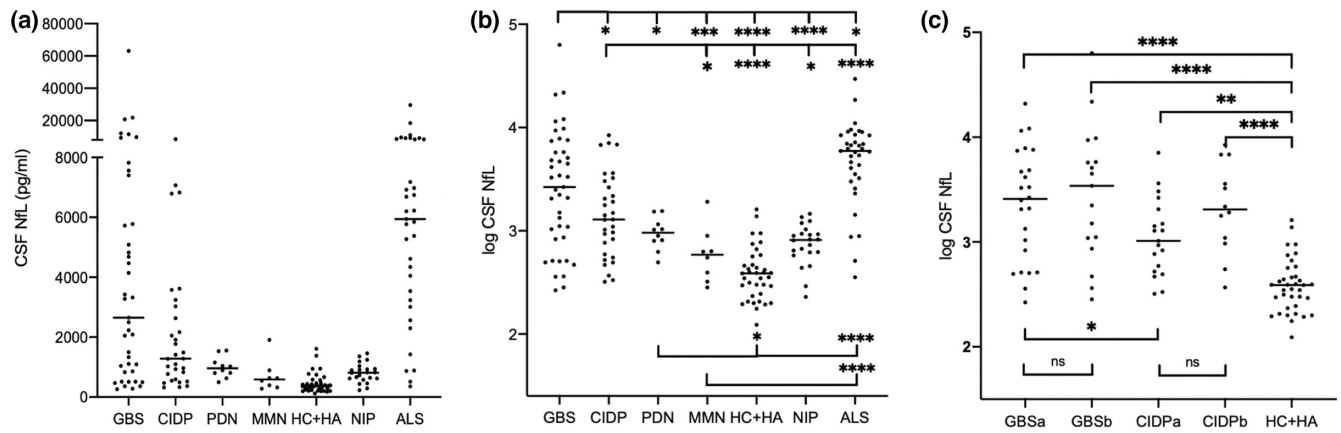 (a)
80000
60000
40000
20000
8000
6000
4000
2000
0
CSF NfL (pg/ml)
GBS CIDP PDN MMN HC+HA NIP ALS
(b)
* * *** **** **** *
* **** * ****
5
4
3
2
log CSF NfL
* ****
****
GBS CIDP PDN MMN HC+HA NIP ALS
(c)
****
****
**
****
5
4
3
2
log CSF NfL
*
ns ns
GBSa GBSb CIDPa CIDPb HC+HA